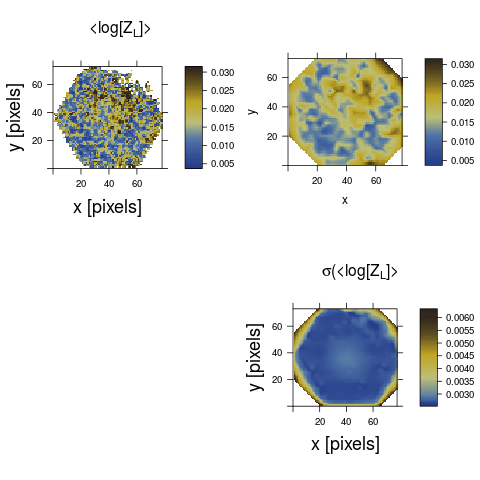 <log[Z_L]>
y [pixels]
60
40
20
20 40 60
x [pixels]
0.030
0.025
0.020
0.015
0.010
0.005
y
60
40
20
20 40 60
x
0.030
0.025
0.020
0.015
0.010
0.005
σ(<log[Z_L]>
y [pixels]
60
40
20
20 40 60
x [pixels]
0.0060
0.0055
0.0050
0.0045
0.0040
0.0035
0.0030